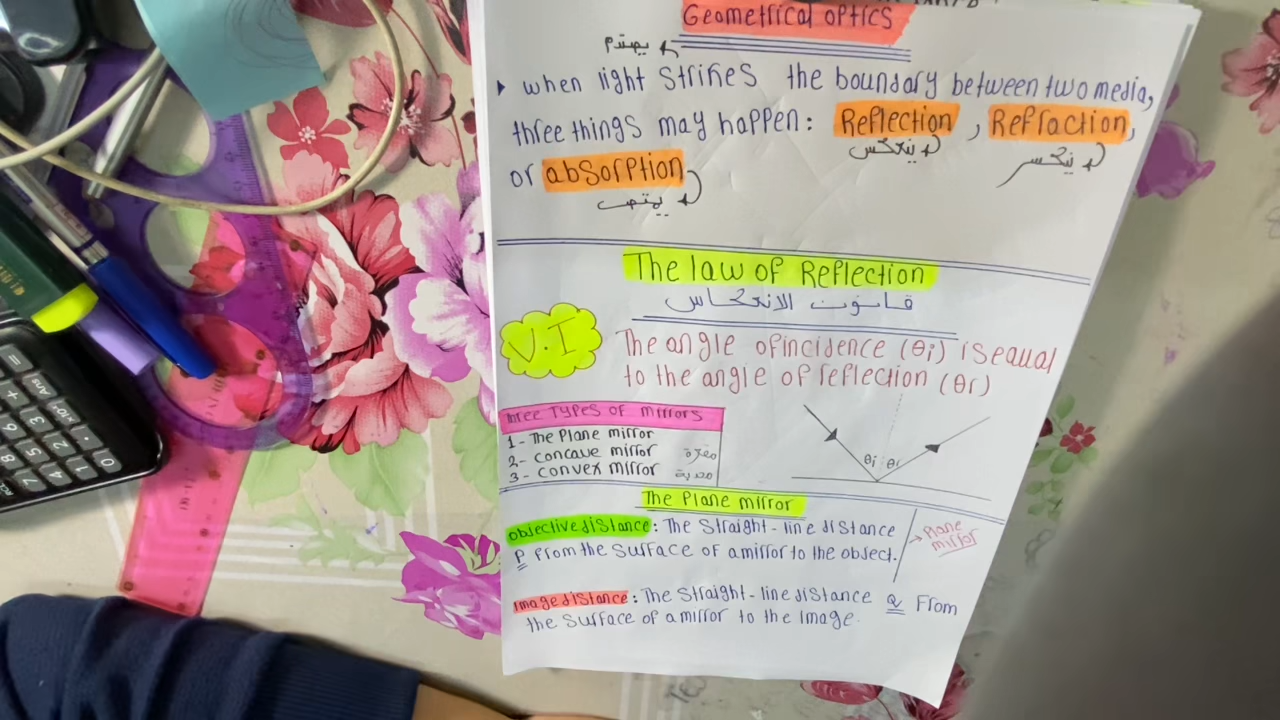 Geometrical optics
يصتدم
when light strikes the boundary between two media,
three things may happen: Reflection, Refraction,
ينعكس ينكسر
or absorption
يمتص
The law of Reflection
قانون الانعكاس
V.I
The angle of incidence (θi) is equal
to the angle of reflection (θr)
Three Types of mirrors
1- The Plane mirror
2- concave mirror مقعرة
3- convex mirror محدبة
θi θr
The Plane mirror
objective distance: The straight-line distance
P from the surface of a mirror to the object.
Plane
mirror
Image distance: The straight-line distance q From
the surface of a mirror to the Image.